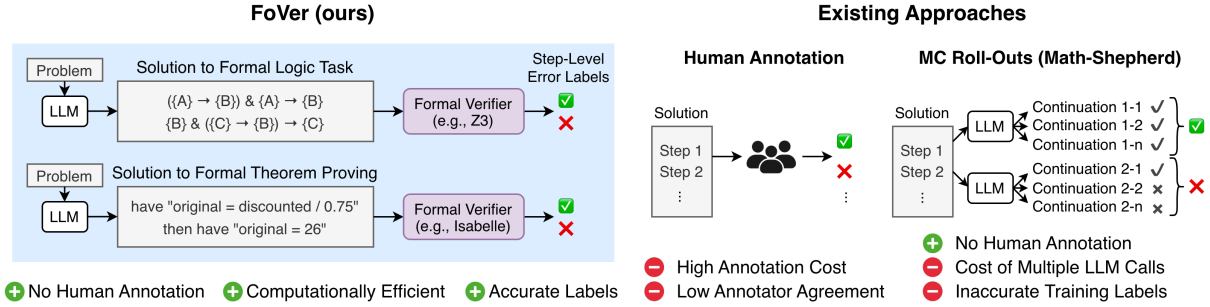 FoVer (ours)
Problem
LLM
Solution to Formal Logic Task
({A} → {B}) & {A} → {B}
{B} & ({C} → {B}) → {C}
Formal Verifier
(e.g., Z3)
Step-Level
Error Labels
Problem
LLM
Solution to Formal Theorem Proving
have "original = discounted / 0.75"
then have "original = 26"
Formal Verifier
(e.g., Isabelle)
No Human Annotation
Computationally Efficient
Accurate Labels
Existing Approaches
Human Annotation
Solution
Step 1
Step 2
⋮
⋮
High Annotation Cost
Low Annotator Agreement
MC Roll-Outs (Math-Shepherd)
Solution
Step 1
Step 2
⋮
LLM
Continuation 1-1
Continuation 1-2
Continuation 1-n
LLM
Continuation 2-1
Continuation 2-2
Continuation 2-n
No Human Annotation
Cost of Multiple LLM Calls
Inaccurate Training Labels